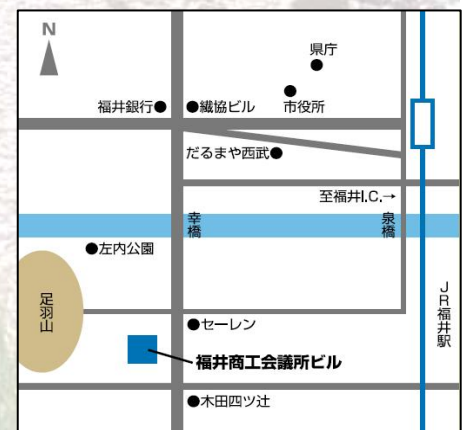 N
県庁
福井銀行
繊協ビル
市役所
だるまや西武
至福井I.C.→
幸橋
泉橋
左内公園
足羽山
JR福井駅
セーレン
福井商工会議所ビル
木田四ツ辻